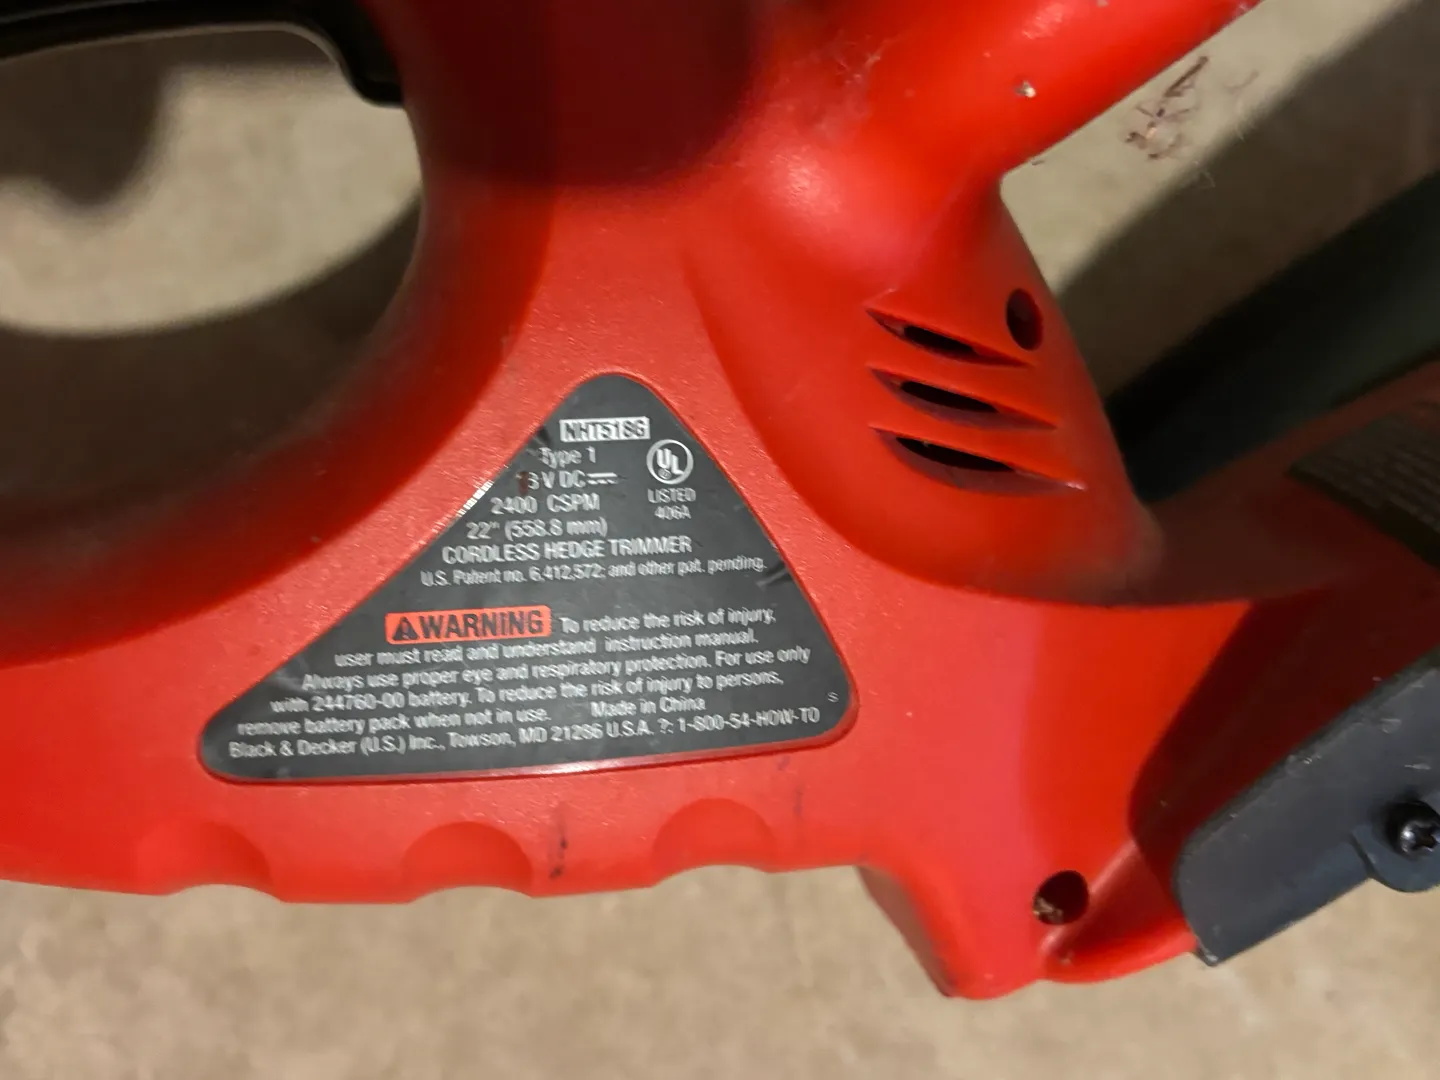 NHT518G
Type 1
8 V DC
2400 CSPM
22" (558.8 mm)
UL
LISTED
406A
CORDLESS HEDGE TRIMMER
U.S. Patent no. 6,412,572; and other pat. pending.
WARNING To reduce the risk of injury,
user must read and understand instruction manual.
Always use proper eye and respiratory protection. For use only
with 244760-00 battery. To reduce the risk of injury to persons,
remove battery pack when not in use. Made in China
S
Black & Decker (U.S.) Inc., Towson, MD 21286 U.S.A. ?: 1-800-54-HOW-TO